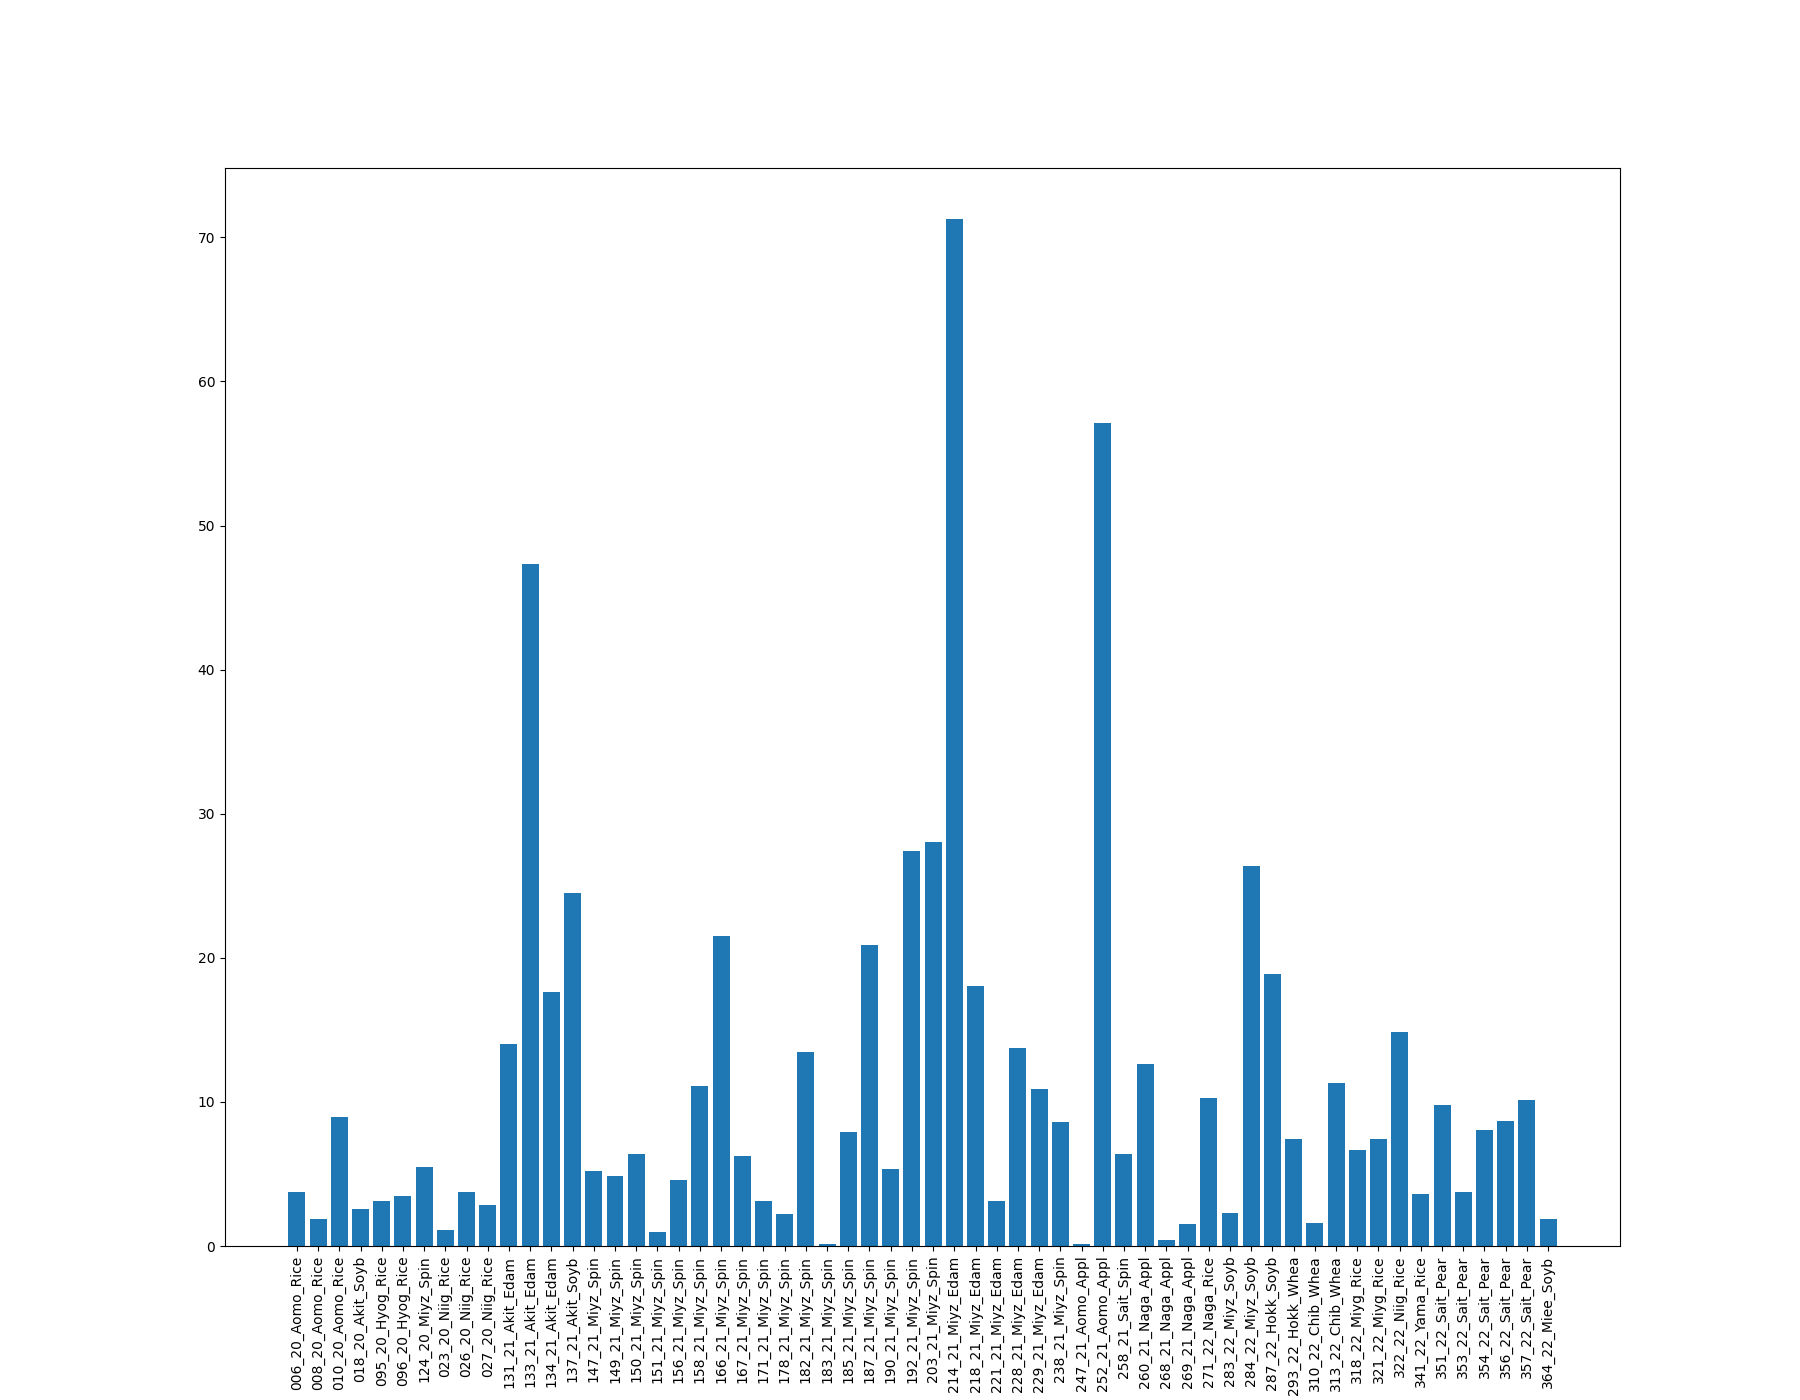 70
60
50
40
30
20
10
0
006_20_Aomo_Rice
008_20_Aomo_Rice
010_20_Aomo_Rice
018_20_Akit_Soyb
095_20_Hyog_Rice
096_20_Hyog_Rice
124_20_Miyz_Spin
023_20_Niig_Rice
026_20_Niig_Rice
027_20_Niig_Rice
131_21_Akit_Edam
133_21_Akit_Edam
134_21_Akit_Edam
137_21_Akit_Soyb
147_21_Miyz_Spin
149_21_Miyz_Spin
150_21_Miyz_Spin
151_21_Miyz_Spin
156_21_Miyz_Spin
158_21_Miyz_Spin
166_21_Miyz_Spin
167_21_Miyz_Spin
171_21_Miyz_Spin
178_21_Miyz_Spin
182_21_Miyz_Spin
183_21_Miyz_Spin
185_21_Miyz_Spin
187_21_Miyz_Spin
190_21_Miyz_Spin
192_21_Miyz_Spin
203_21_Miyz_Spin
214_21_Miyz_Edam
218_21_Miyz_Edam
221_21_Miyz_Edam
228_21_Miyz_Edam
229_21_Miyz_Edam
238_21_Miyz_Spin
247_21_Aomo_Appl
252_21_Aomo_Appl
258_21_Sait_Spin
260_21_Naga_Appl
268_21_Naga_Appl
269_21_Naga_Appl
271_22_Naga_Rice
283_22_Miyz_Soyb
284_22_Miyz_Soyb
287_22_Hokk_Soyb
293_22_Hokk_Whea
310_22_Chib_Whea
313_22_Chib_Whea
318_22_Miyg_Rice
321_22_Miyg_Rice
322_22_Niig_Rice
341_22_Yama_Rice
351_22_Sait_Pear
353_22_Sait_Pear
354_22_Sait_Pear
356_22_Sait_Pear
357_22_Sait_Pear
364_22_Miee_Soyb